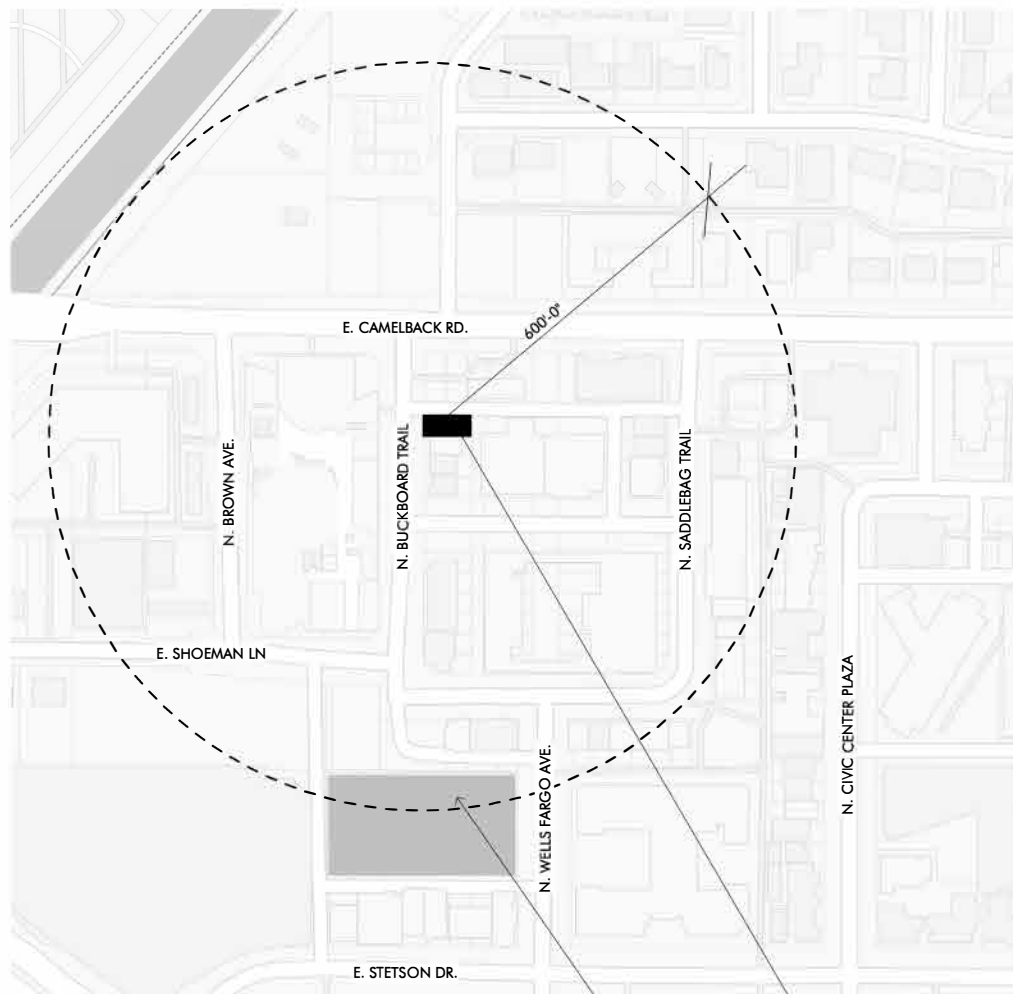 600'-0"
E. CAMELBACK RD.
N. BROWN AVE.
N. BUCKBOARD TRAIL
N. SADDLEBAG TRAIL
E. SHOEMAN LN
N. CIVIC CENTER PLAZA
N. WELLS FARGO AVE.
E. STETSON DR.